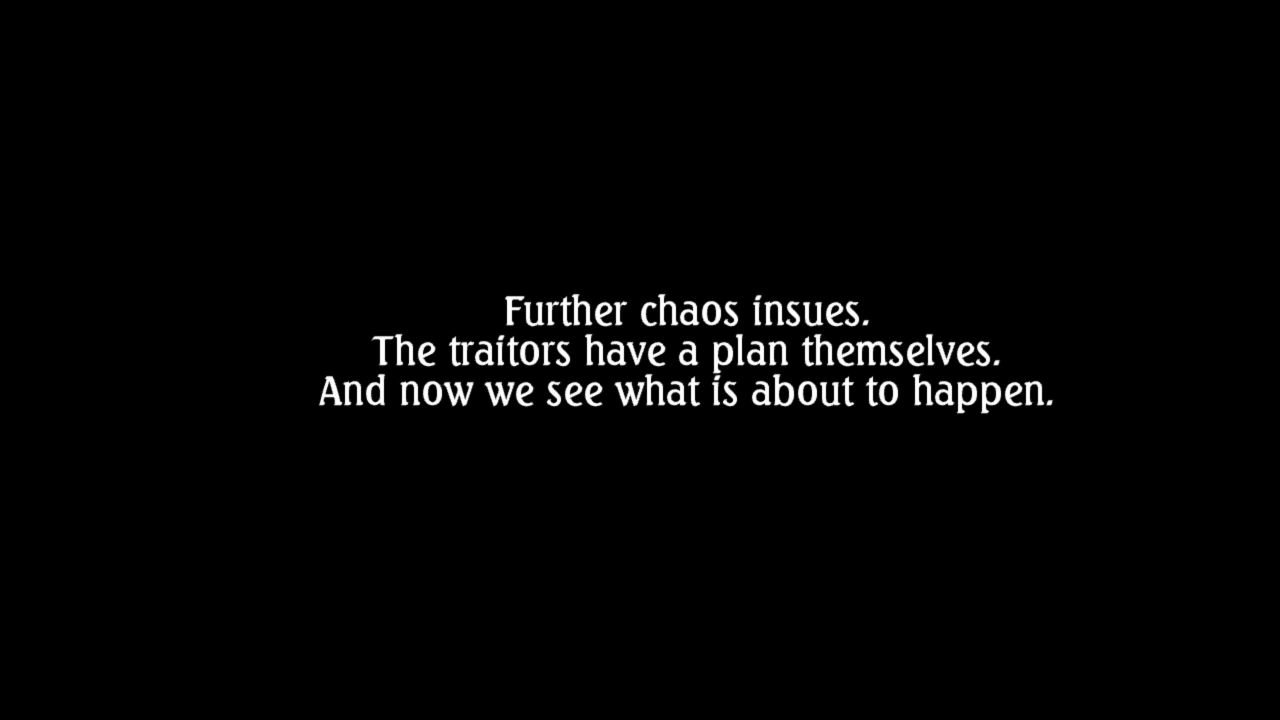 Further chaos insues.
The traitors have a plan themselves.
And now we see what is about to happen.